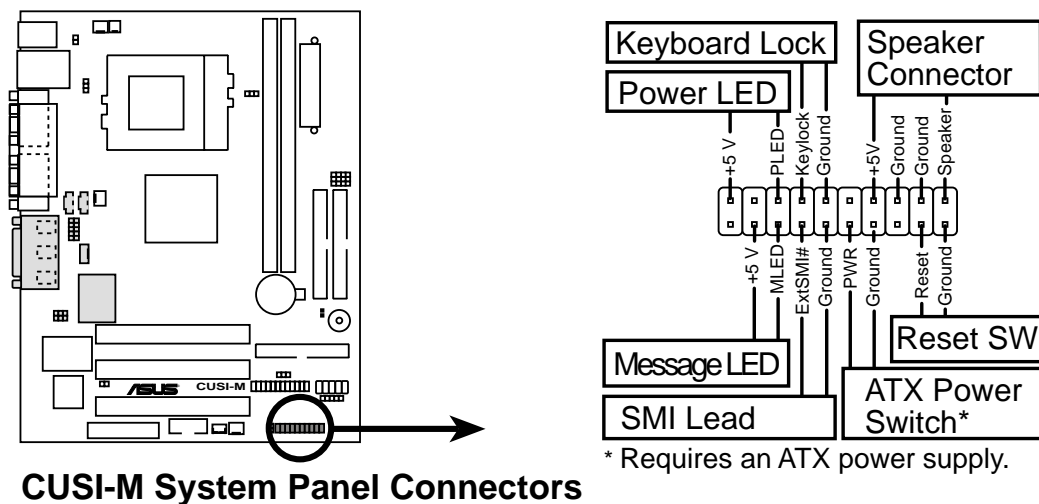 Keyboard Lock
Power LED
Speaker
Connector
+5 V
PLED
Keylock
Ground
+5V
Ground
Ground
Speaker
+5 V
MLED
ExtSMI#
Ground
PWR
Ground
Reset
Ground
Reset SW
Message LED
ATX Power
Switch*
SMI Lead
* Requires an ATX power supply.
ASUS CUSI-M
CUSI-M System Panel Connectors